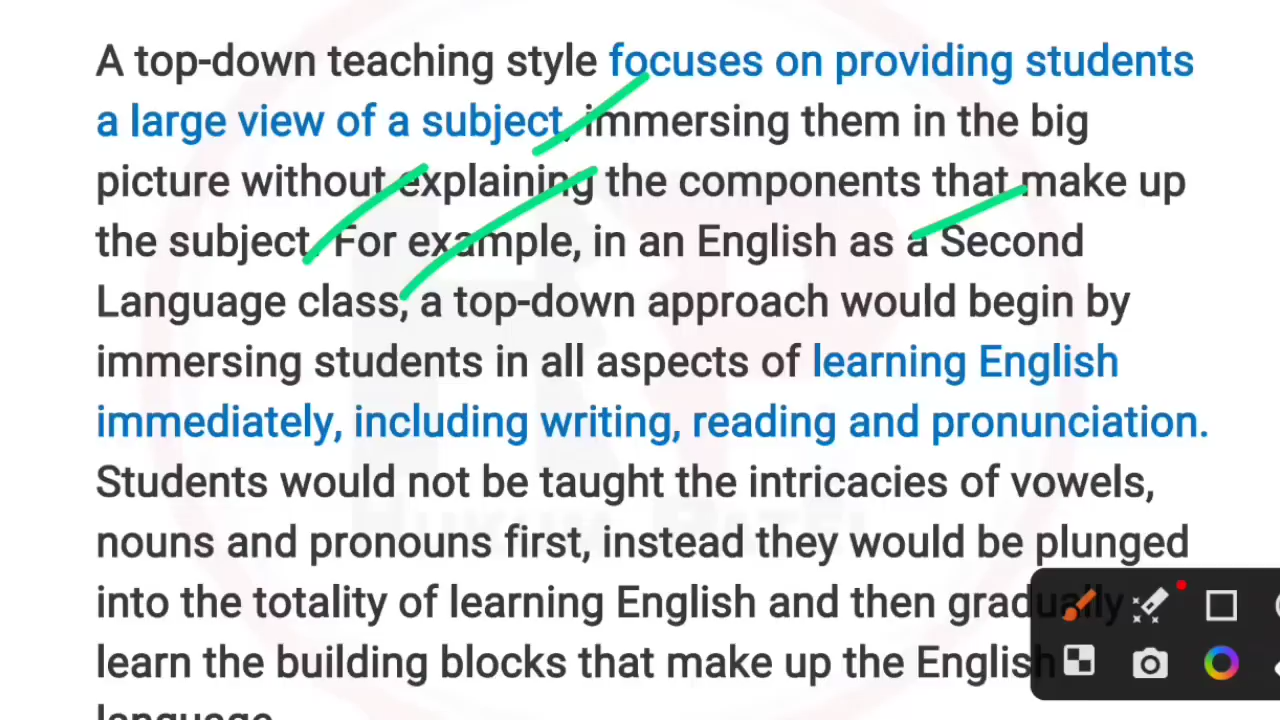 A top-down teaching style focuses on providing students
a large view of a subject, immersing them in the big
picture without explaining the components that make up
the subject. For example, in an English as a Second
Language class, a top-down approach would begin by
immersing students in all aspects of learning English
immediately, including writing, reading and pronunciation.
Students would not be taught the intricacies of vowels,
nouns and pronouns first, instead they would be plunged
into the totality of learning English and then gradually
learn the building blocks that make up the English
language.